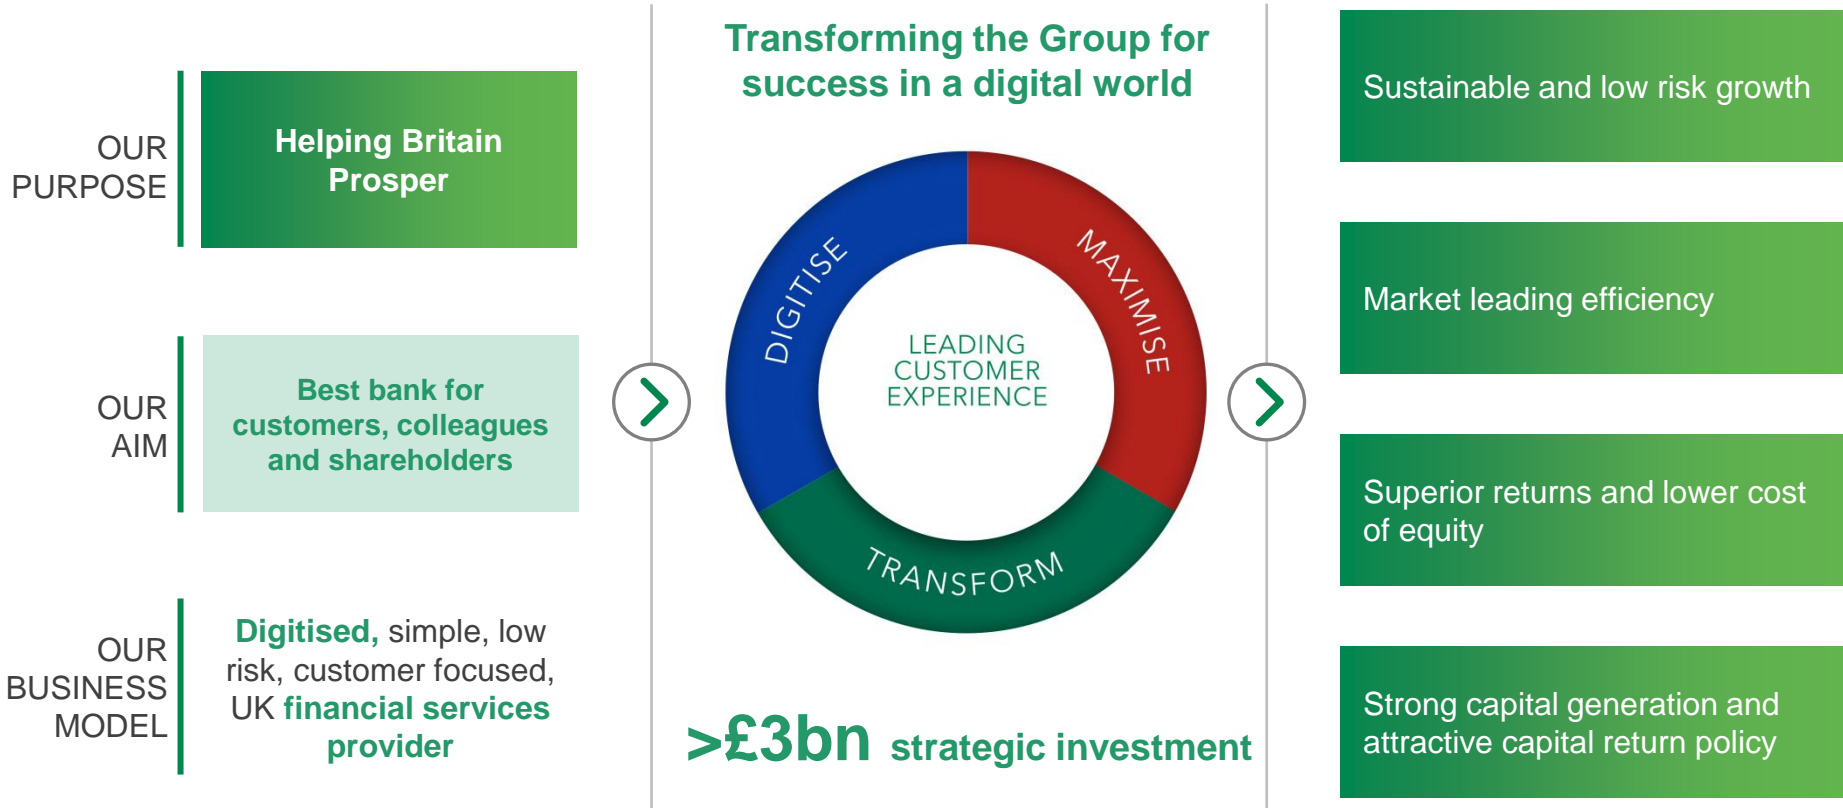 OUR
PURPOSE
Helping Britain
Prosper
OUR
AIM
Best bank for
customers, colleagues
and shareholders
OUR
BUSINESS
MODEL
Digitised, simple, low
risk, customer focused,
UK financial services
provider
Transforming the Group for
success in a digital world
DIGITISE
MAXIMISE
TRANSFORM
LEADING
CUSTOMER
EXPERIENCE
>£3bn strategic investment
Sustainable and low risk growth
Market leading efficiency
Superior returns and lower cost
of equity
Strong capital generation and
attractive capital return policy